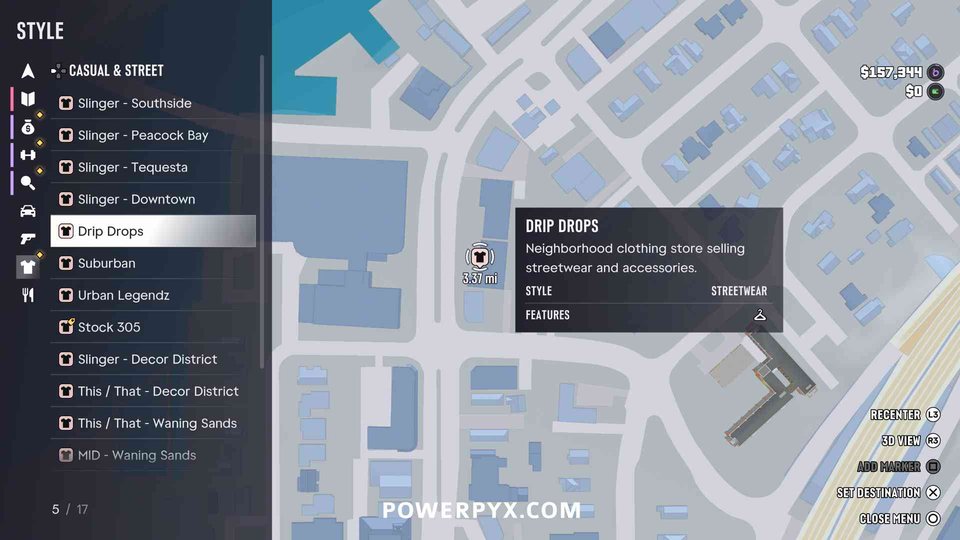 STYLE
CASUAL & STREET
Slinger - Southside
Slinger - Peacock Bay
Slinger - Tequesta
Slinger - Downtown
Drip Drops
Suburban
Urban Legendz
Stock 305
Slinger - Decor District
This / That - Decor District
This / That - Waning Sands
MID - Waning Sands
5 / 17
$157,344
$0
3.37 mi
DRIP DROPS
Neighborhood clothing store selling
streetwear and accessories.
STYLE STREETWEAR
FEATURES
RECENTER L3
3D VIEW R3
ADD MARKER
SET DESTINATION
CLOSE MENU
POWERPYX.COM